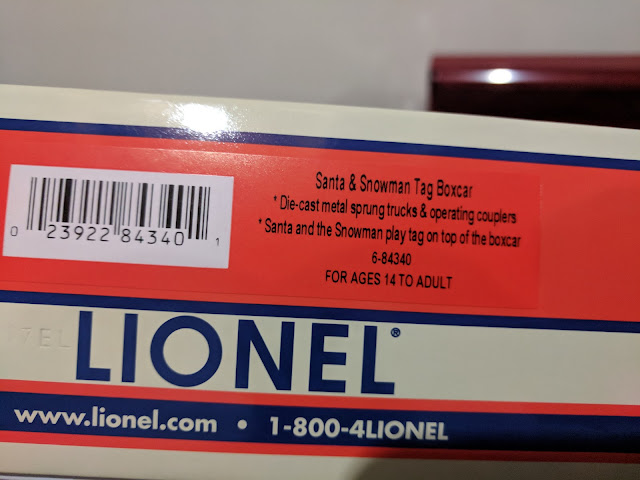 Santa & Snowman Tag Boxcar
* Die-cast metal sprung trucks & operating couplers
* Santa and the Snowman play tag on top of the boxcar
6-84340
FOR AGES 14 TO ADULT
0 23922 84340 1
LIONEL®
www.lionel.com • 1-800-4LIONEL